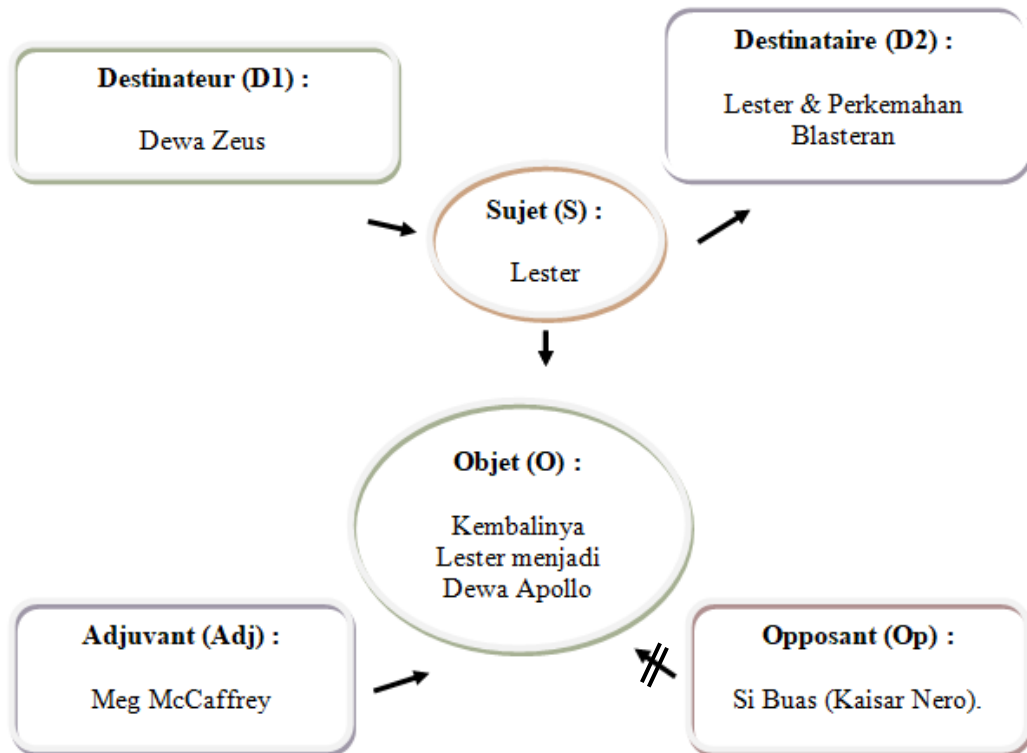 Destinateur (D1) :
Dewa Zeus
Destinataire (D2) :
Lester & Perkemahan
Blasteran
Sujet (S) :
Lester
Objet (O) :
Kembalinya
Lester menjadi
Dewa Apollo
Adjuvant (Adj) :
Meg McCaffrey
Opposant (Op) :
Si Buas (Kaisar Nero).